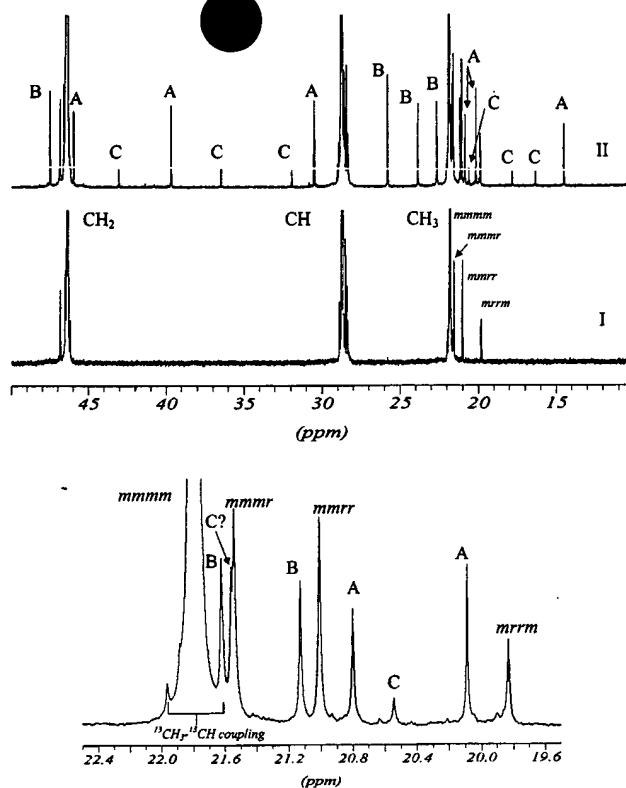 B A C A C C A B B B A C C C A II
CH₂ CH CH₃ mmmm
mmmr
mmrr
mrrm I
45 40 35 30 25 20 15
(ppm)
mmmm mmmr mmrr
C?
B B A A
C mrrm
¹³CH₃-¹³CH coupling
22.4 22.0 21.6 21.2 20.8 20.4 20.0 19.6
(ppm)